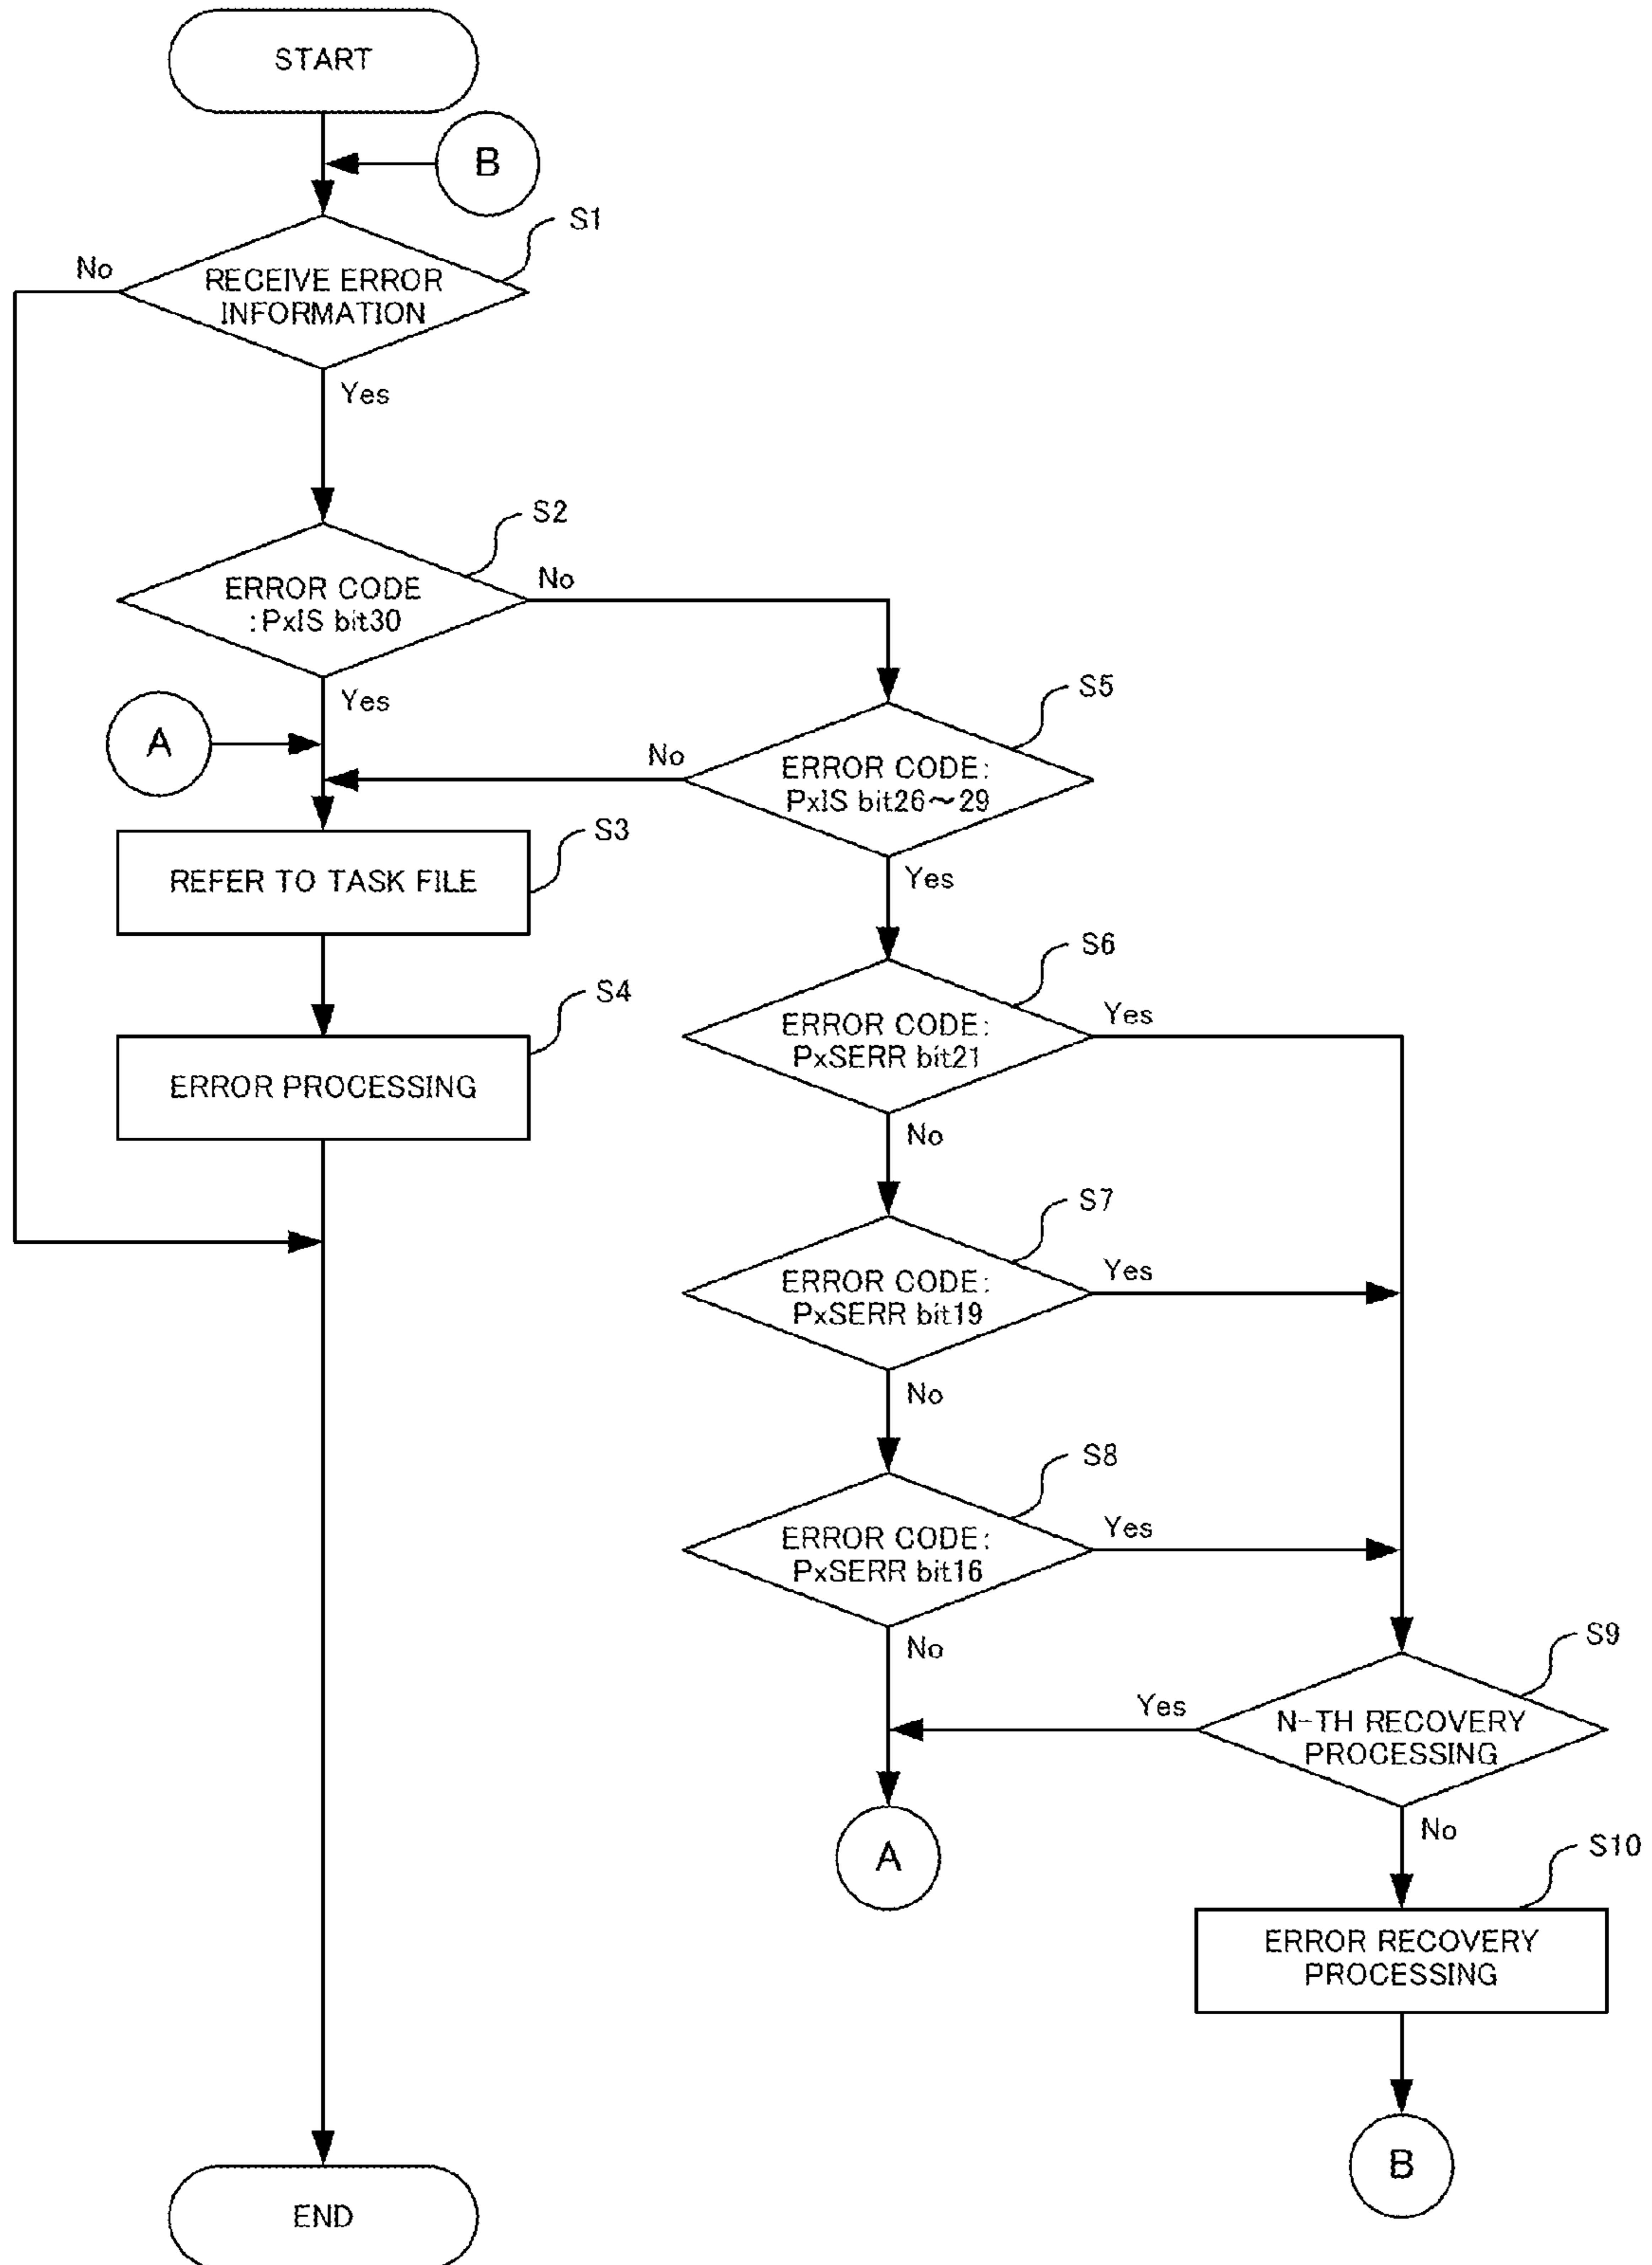 START
B
S1
No
RECEIVE ERROR
INFORMATION
Yes
S2
ERROR CODE
:PxIS bit30
No
Yes
A
S5
No
ERROR CODE:
PxIS bit26～29
Yes
S3
REFER TO TASK FILE
S4
ERROR PROCESSING
S6
ERROR CODE:
PxSERR bit21
Yes
No
S7
ERROR CODE:
PxSERR bit19
Yes
No
S8
ERROR CODE:
PxSERR bit16
Yes
No
S9
Yes
N-TH RECOVERY
PROCESSING
No
A
S10
ERROR RECOVERY
PROCESSING
B
END